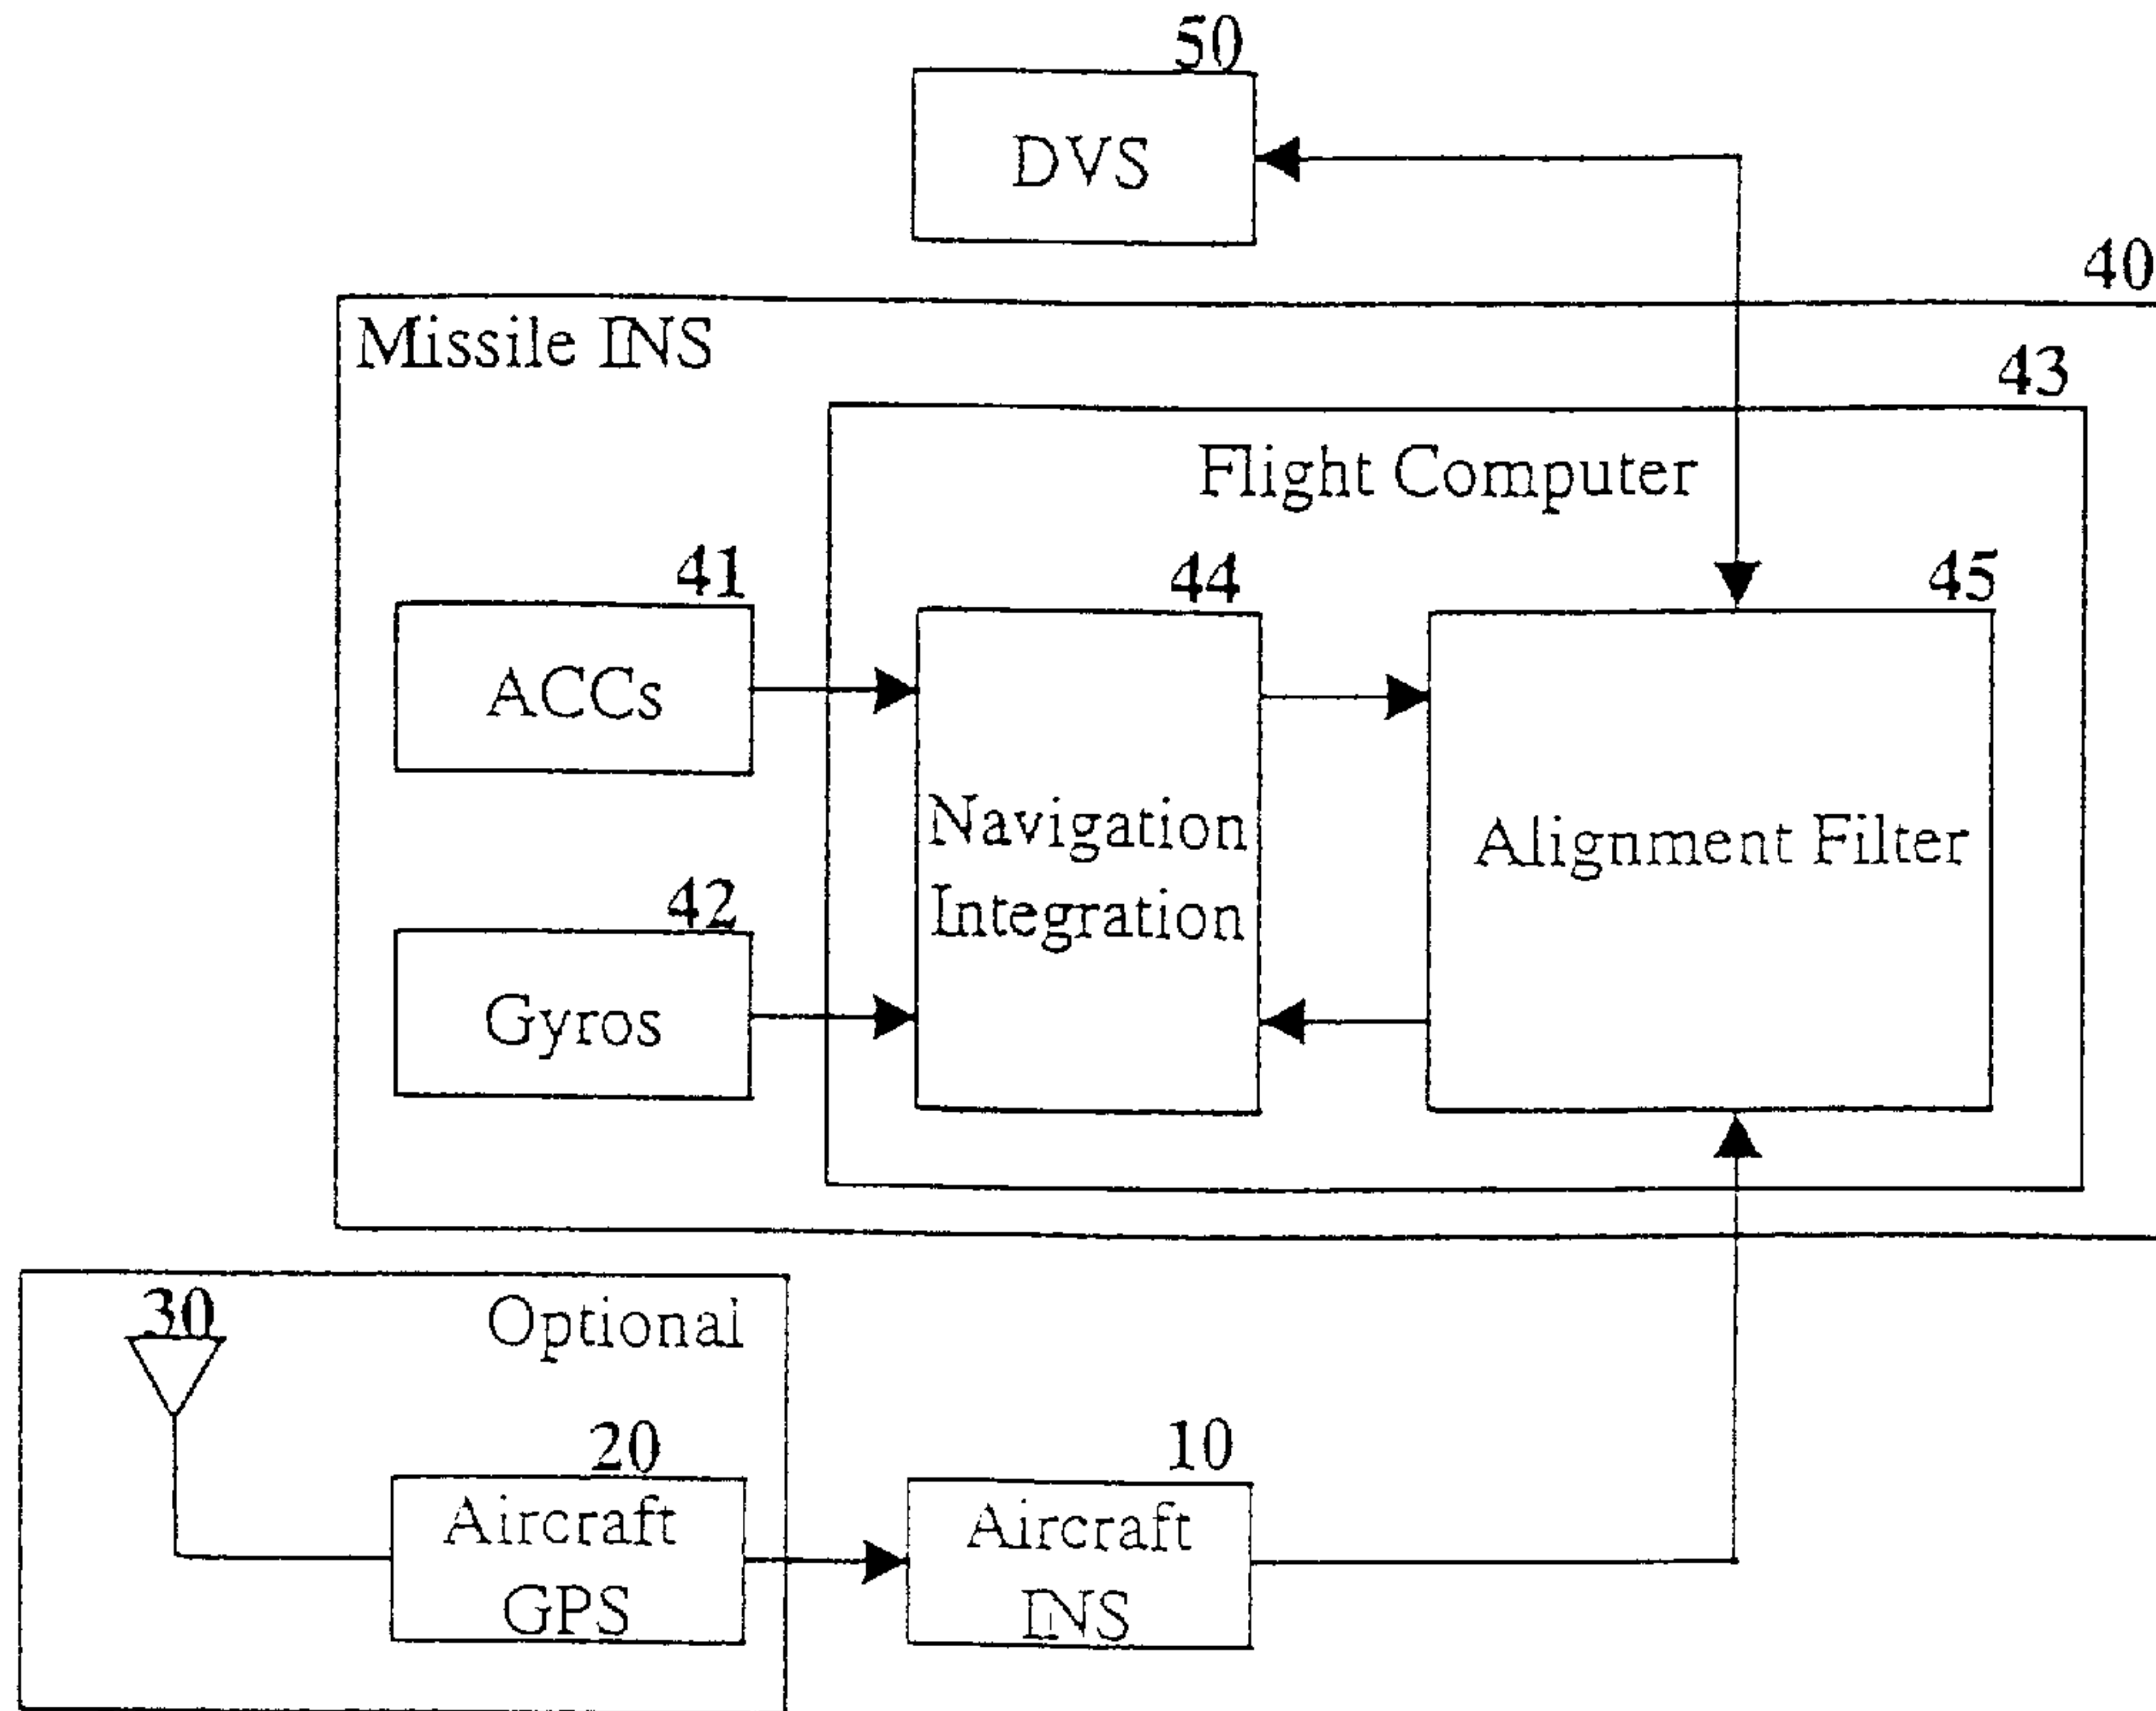 50
DVS
40
Missile INS
43
Flight Computer
41
44
45
ACCs
Navigation
Integration
Alignment Filter
42
Gyros
30
Optional
20
10
Aircraft
GPS
Aircraft
INS